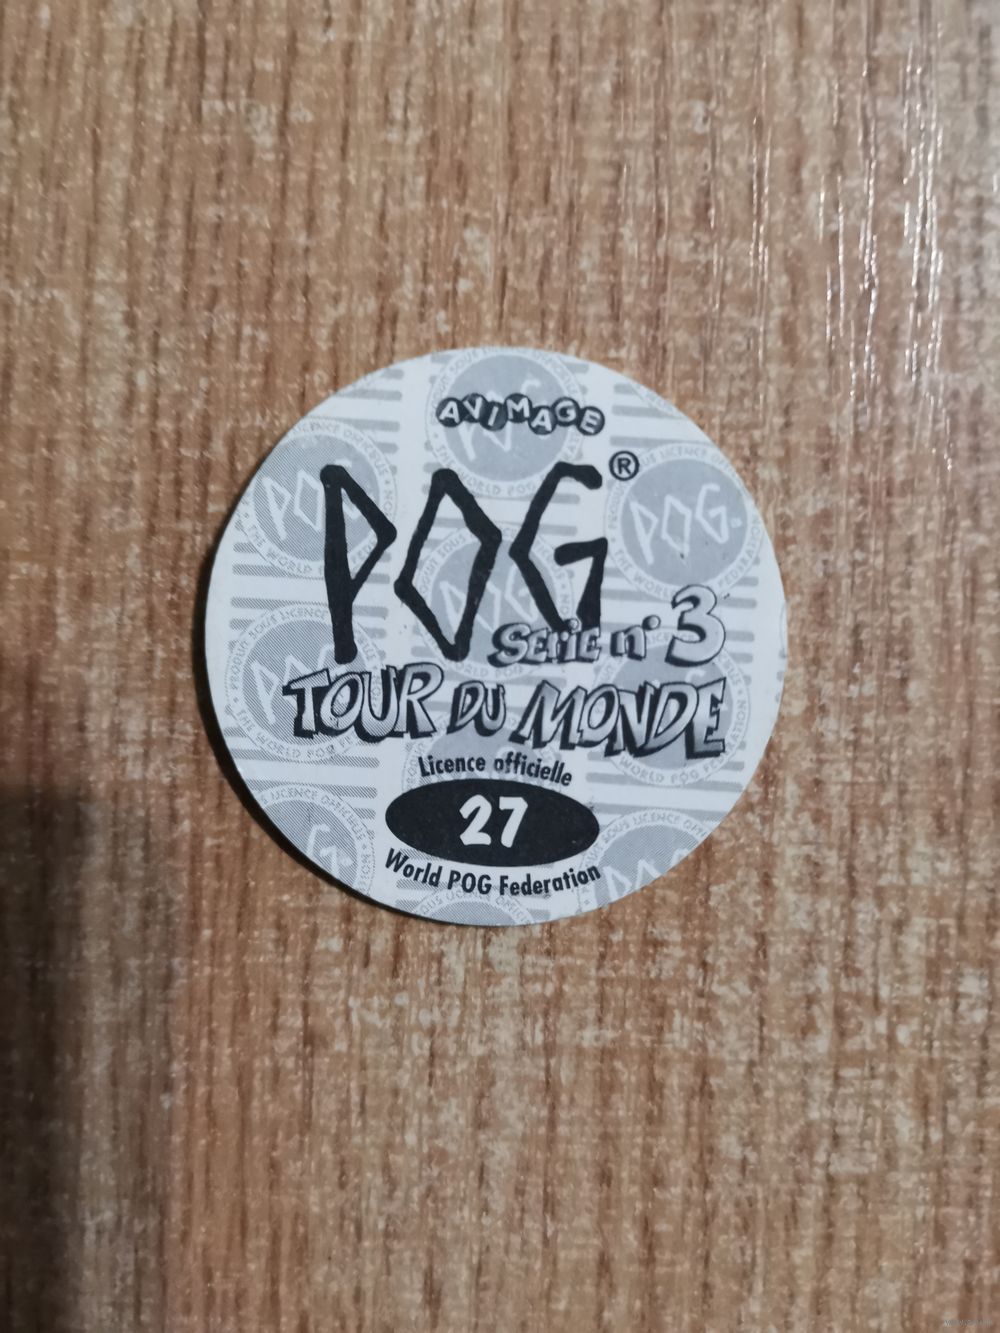 AVIMAGE
POG®
Serie n° 3
TOUR DU MONDE
Licence officielle
27
World POG Federation